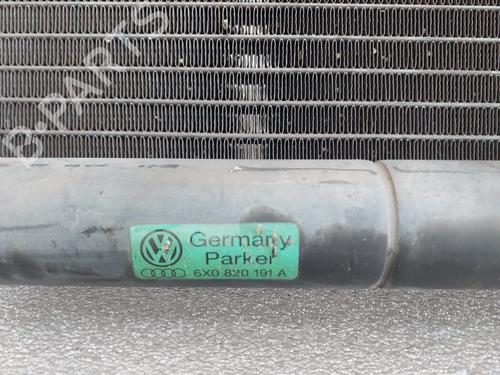 B-PARTS
Germany
Parker
6X0 820 191 A